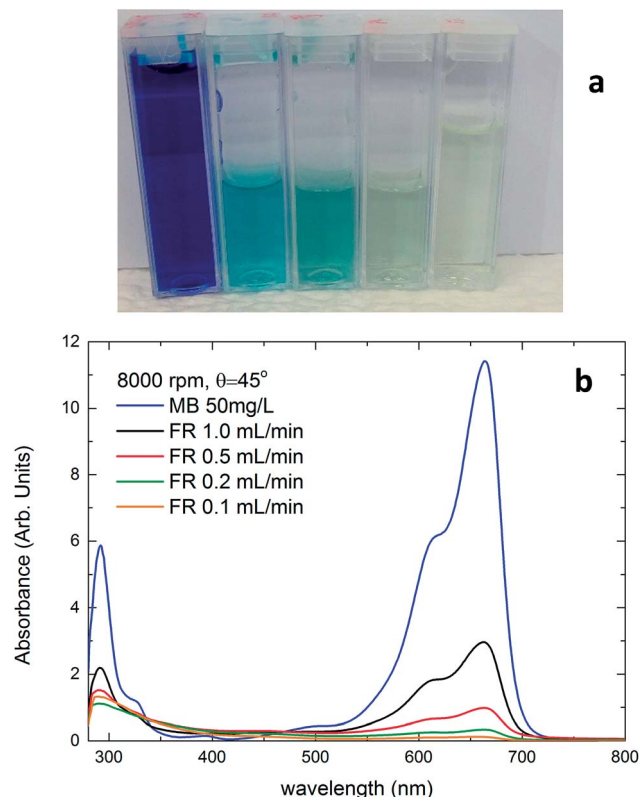 a
12
10
8
6
4
2
0
Absorbance (Arb. Units)
8000 rpm, θ=45°
MB 50mg/L
FR 1.0 mL/min
FR 0.5 mL/min
FR 0.2 mL/min
FR 0.1 mL/min
b
300 400 500 600 700 800
wavelength (nm)